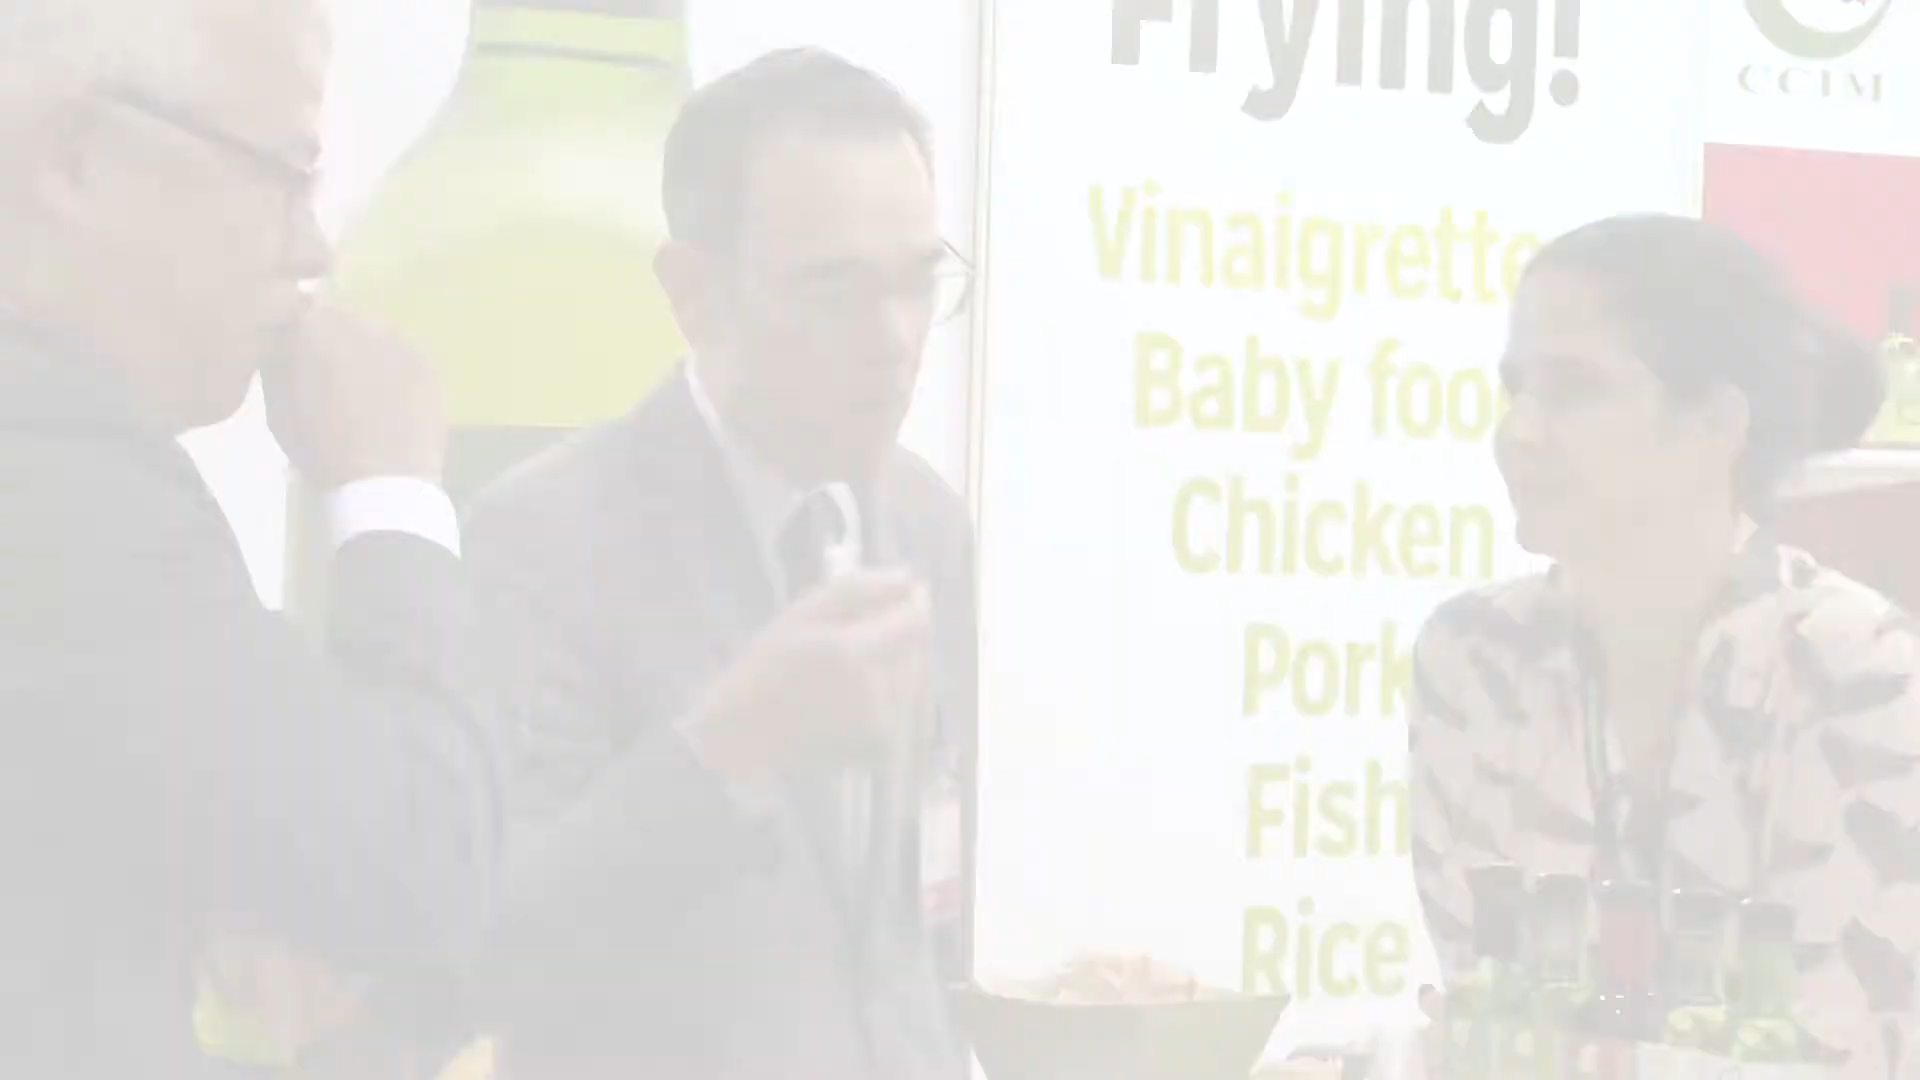 Frying!
CCIM
Vinaigrette
Baby foo
Chicken
Pork
Fish
Rice